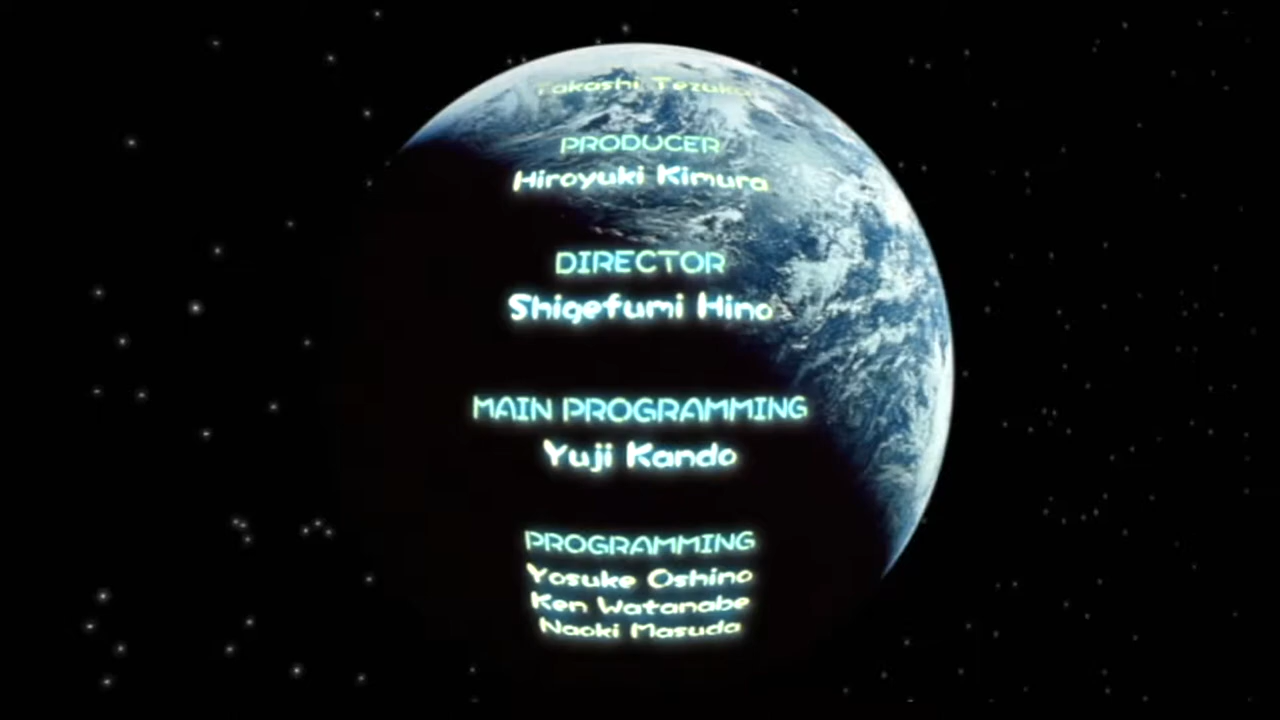 Takashi Tezuka
PRODUCER
Hiroyuki Kimura
DIRECTOR
Shigefumi Hino
MAIN PROGRAMMING
Yuji Kando
PROGRAMMING
Yosuke Oshino
Ken Watanabe
Naoki Masuda